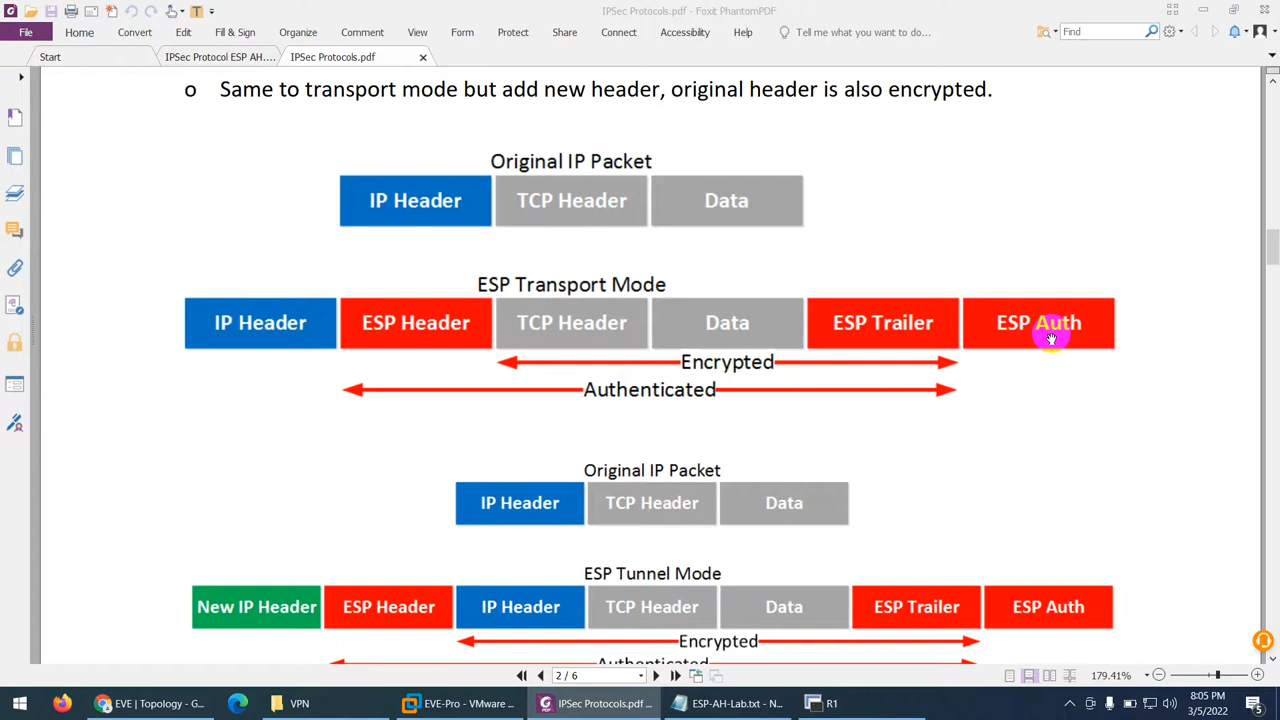 IPSec Protocols.pdf - Foxit PhantomPDF
File Home Convert Edit Fill & Sign Organize Comment View Form Protect Share Connect Accessibility Help Tell me what you want to do... Find
Start IPSec Protocol ESP AH.... IPSec Protocols.pdf
o Same to transport mode but add new header, original header is also encrypted.
Original IP Packet
IP Header TCP Header Data
ESP Transport Mode
IP Header ESP Header TCP Header Data ESP Trailer ESP Auth
Encrypted
Authenticated
Original IP Packet
IP Header TCP Header Data
ESP Tunnel Mode
New IP Header ESP Header IP Header TCP Header Data ESP Trailer ESP Auth
Encrypted
Authenticated
2 / 6 179.41%
EVE | Topology - G... VPN EVE-Pro - VMware ... IPSec Protocols.pdf ... ESP-AH-Lab.txt - N... R1 8:05 PM
3/5/2022 5